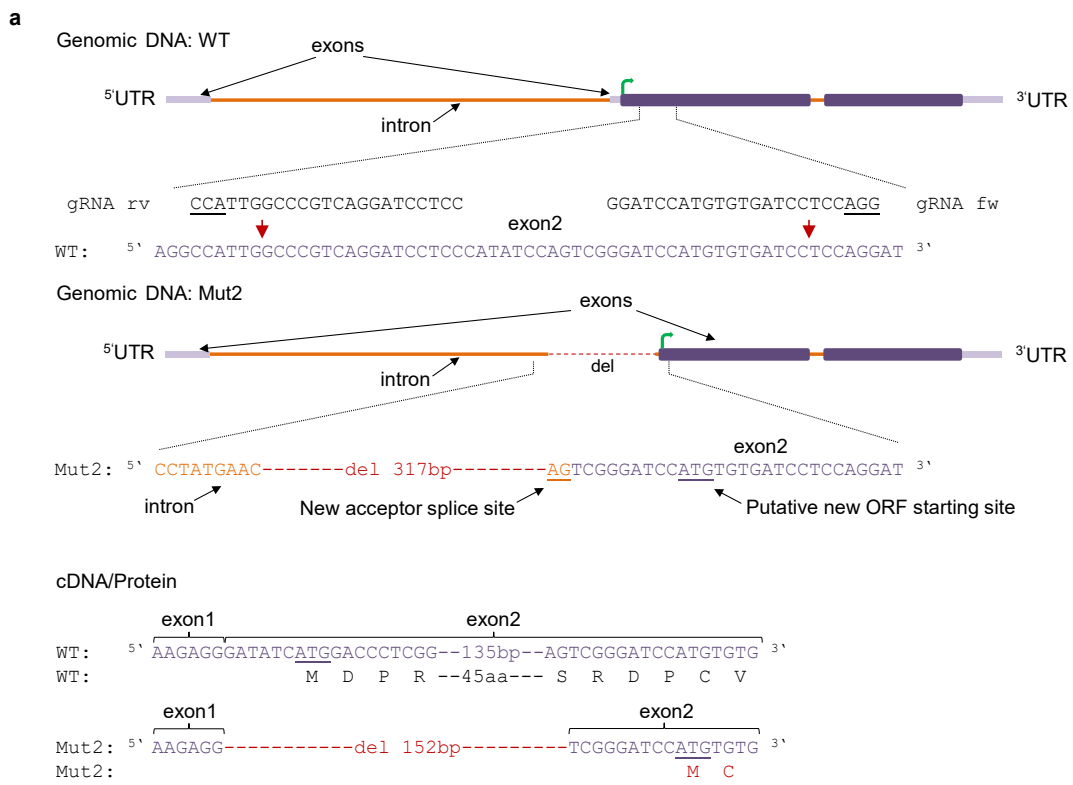 a
Genomic DNA: WT
exons
5‘UTR
3‘UTR
intron
gRNA rv CCATTGGCCCGTCAGGATCCTCC GGATCCATGTGTGATCCTCCAGG gRNA fw
exon2
WT: 5‘ AGGCCATTGGCCCGTCAGGATCCTCCCATATCCAGTCGGGATCCATGTGTGATCCTCCAGGAT 3‘
Genomic DNA: Mut2
exons
5‘UTR
3‘UTR
del
intron
exon2
Mut2: 5‘ CCTATGAAC-------del 317bp--------AGTCGGGATCCATGTGTGATCCTCCAGGAT 3‘
intron
New acceptor splice site
Putative new ORF starting site
cDNA/Protein
exon1 exon2
WT: 5‘ AAGAGGGATATCATGGACCCTCGG--135bp--AGTCGGGATCCATGTGTG 3‘
WT: M D P R --45aa--- S R D P C V
exon1 exon2
Mut2: 5‘ AAGAGG-----------del 152bp---------TCGGGATCCATGTGTG 3‘
Mut2: M C